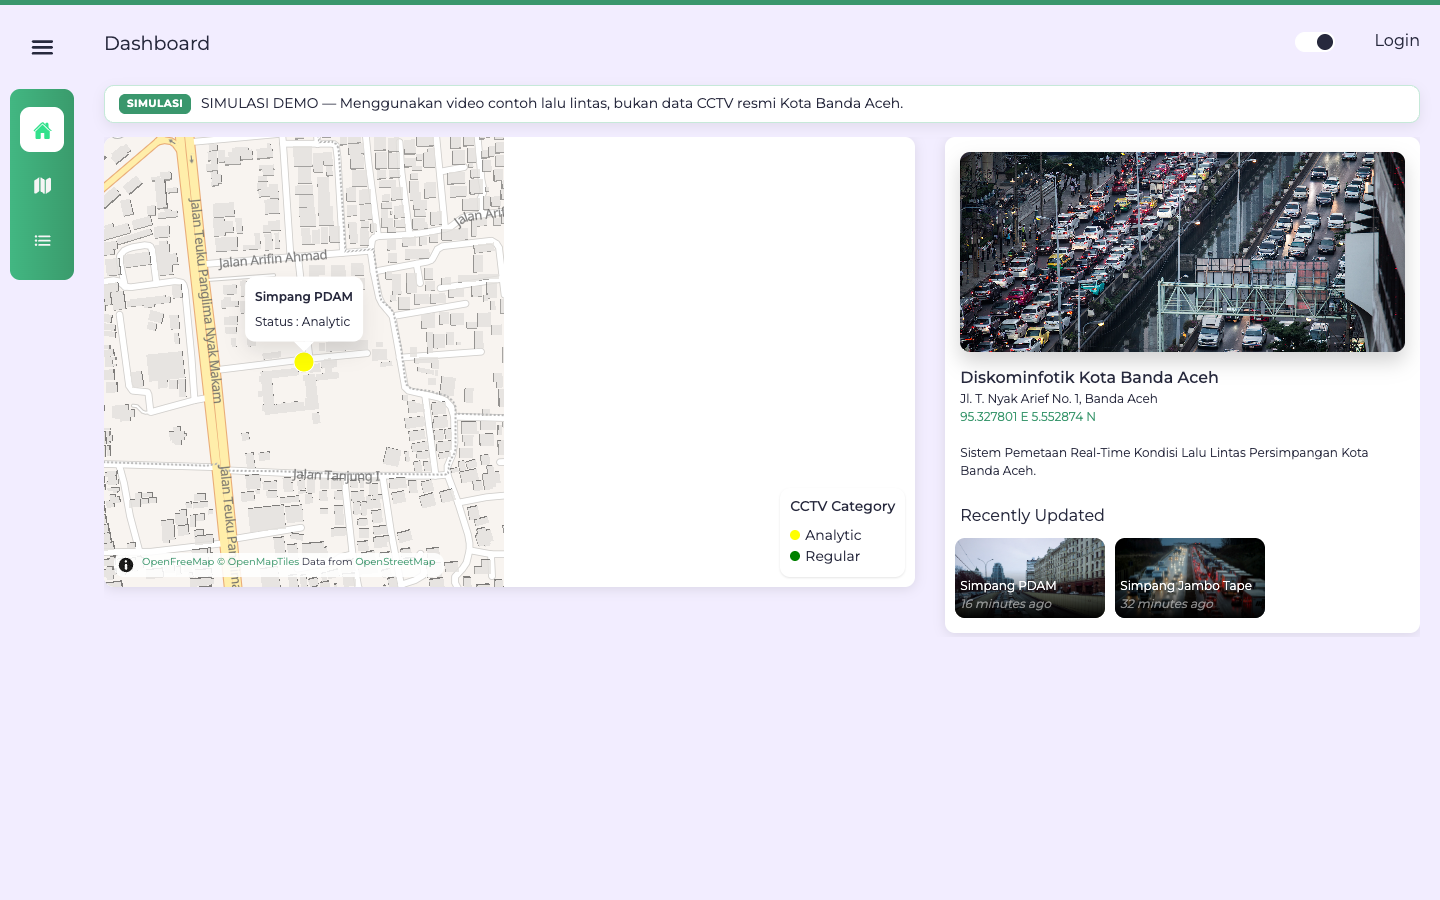 Dashboard
Login
SIMULASI SIMULASI DEMO — Menggunakan video contoh lalu lintas, bukan data CCTV resmi Kota Banda Aceh.
Jalan Teuku Panglima Nyak Makam
Jalan Arif
Jalan Arifin Ahmad
Simpang PDAM
Status : Analytic
Jalan Tanjung I
Jalan Teuku Pa
na
OpenFreeMap © OpenMapTiles Data from OpenStreetMap
CCTV Category
Analytic
Regular
Diskominfotik Kota Banda Aceh
Jl. T. Nyak Arief No. 1, Banda Aceh
95.327801 E 5.552874 N
Sistem Pemetaan Real-Time Kondisi Lalu Lintas Persimpangan Kota
Banda Aceh.
Recently Updated
Simpang PDAM
16 minutes ago
Simpang Jambo Tape
32 minutes ago